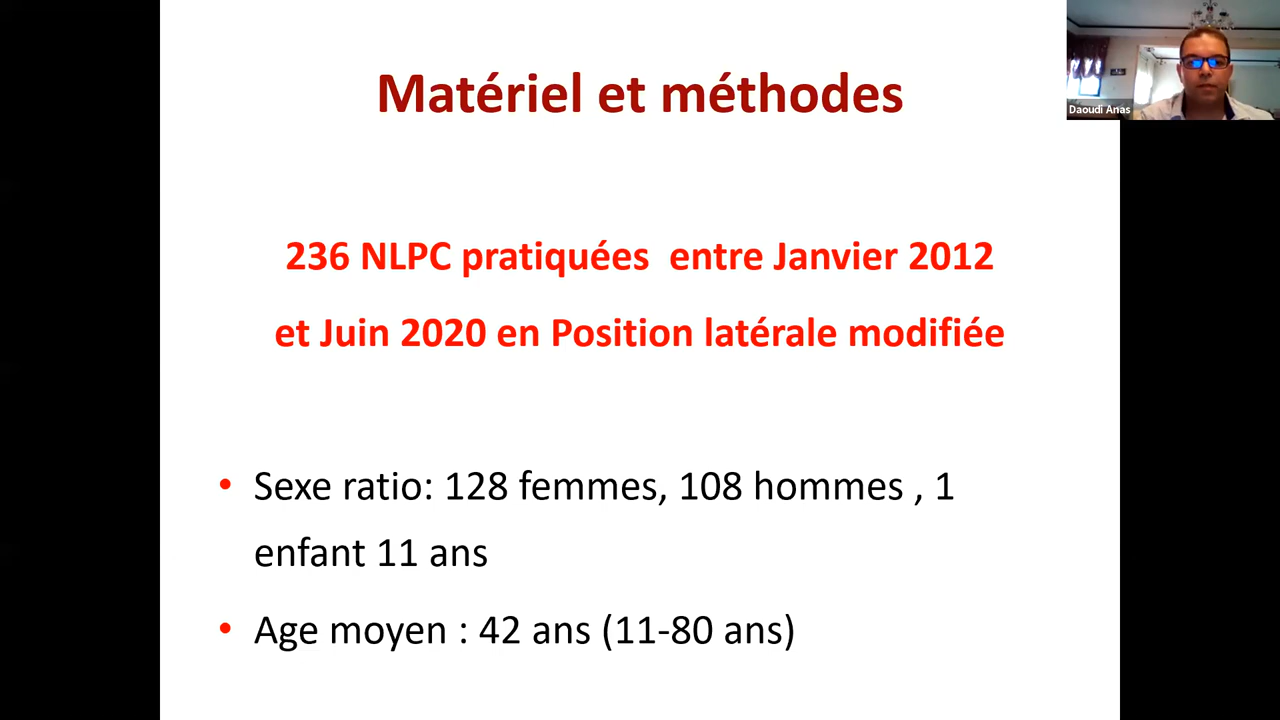 Matériel et méthodes
Daoudi Anas
236 NLPC pratiquées entre Janvier 2012
et Juin 2020 en Position latérale modifiée
• Sexe ratio: 128 femmes, 108 hommes , 1
enfant 11 ans
• Age moyen : 42 ans (11-80 ans)